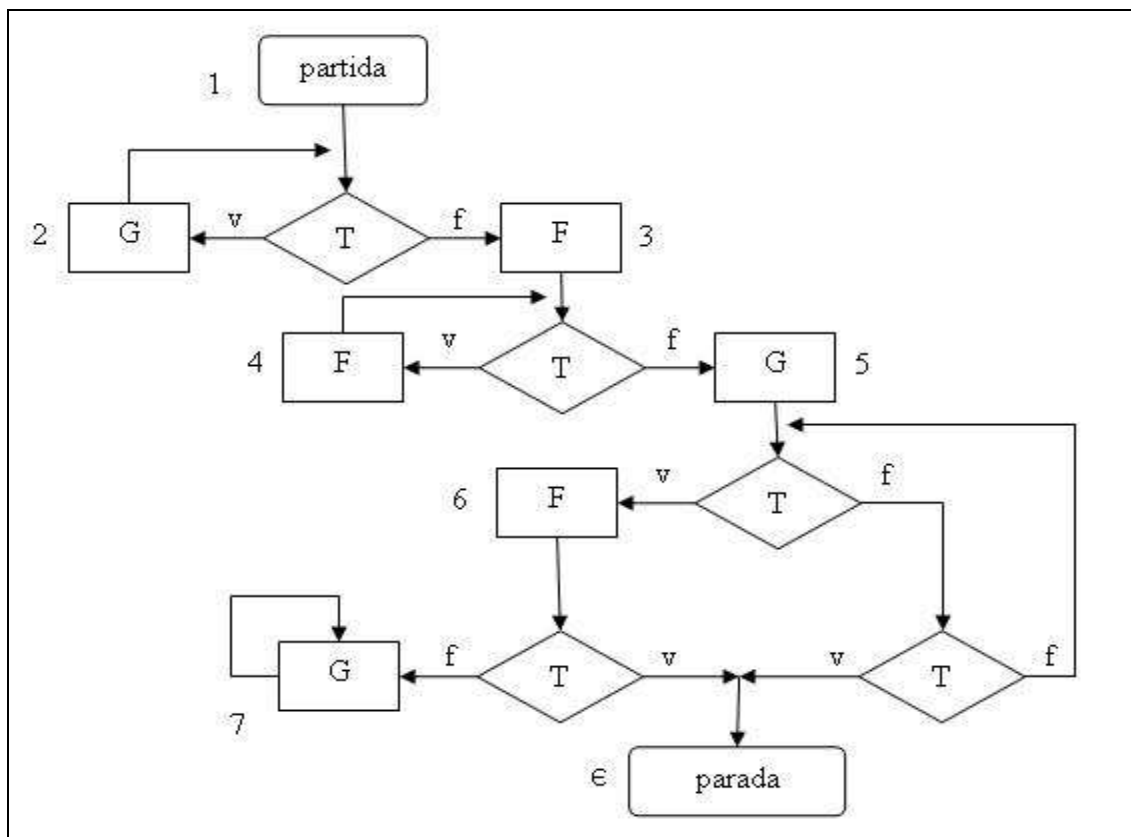 partida
1
2 G v T f F 3
4 F v T f G 5
6 F v T f
G f T v v T f
7
є parada